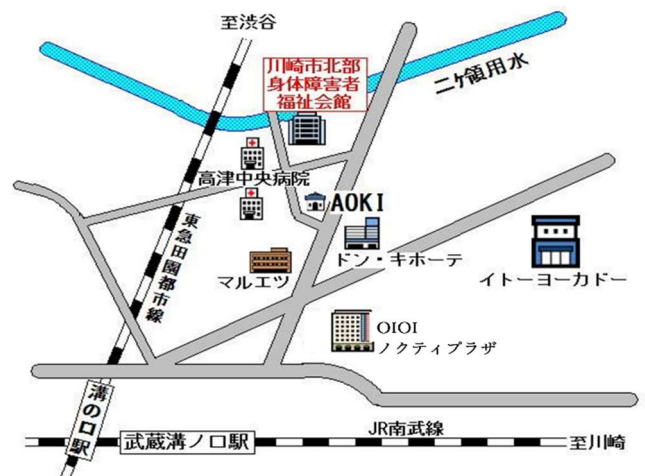 至渋谷
川崎市北部
身体障害者
福祉会館
二ケ領用水
高津中央病院
AOKI
東急田園都市線
ドン・キホーテ
マルエツ
イトーヨーカドー
OIOI
ノクティプラザ
溝の口駅
武蔵溝ノ口駅
JR南武線
至川崎